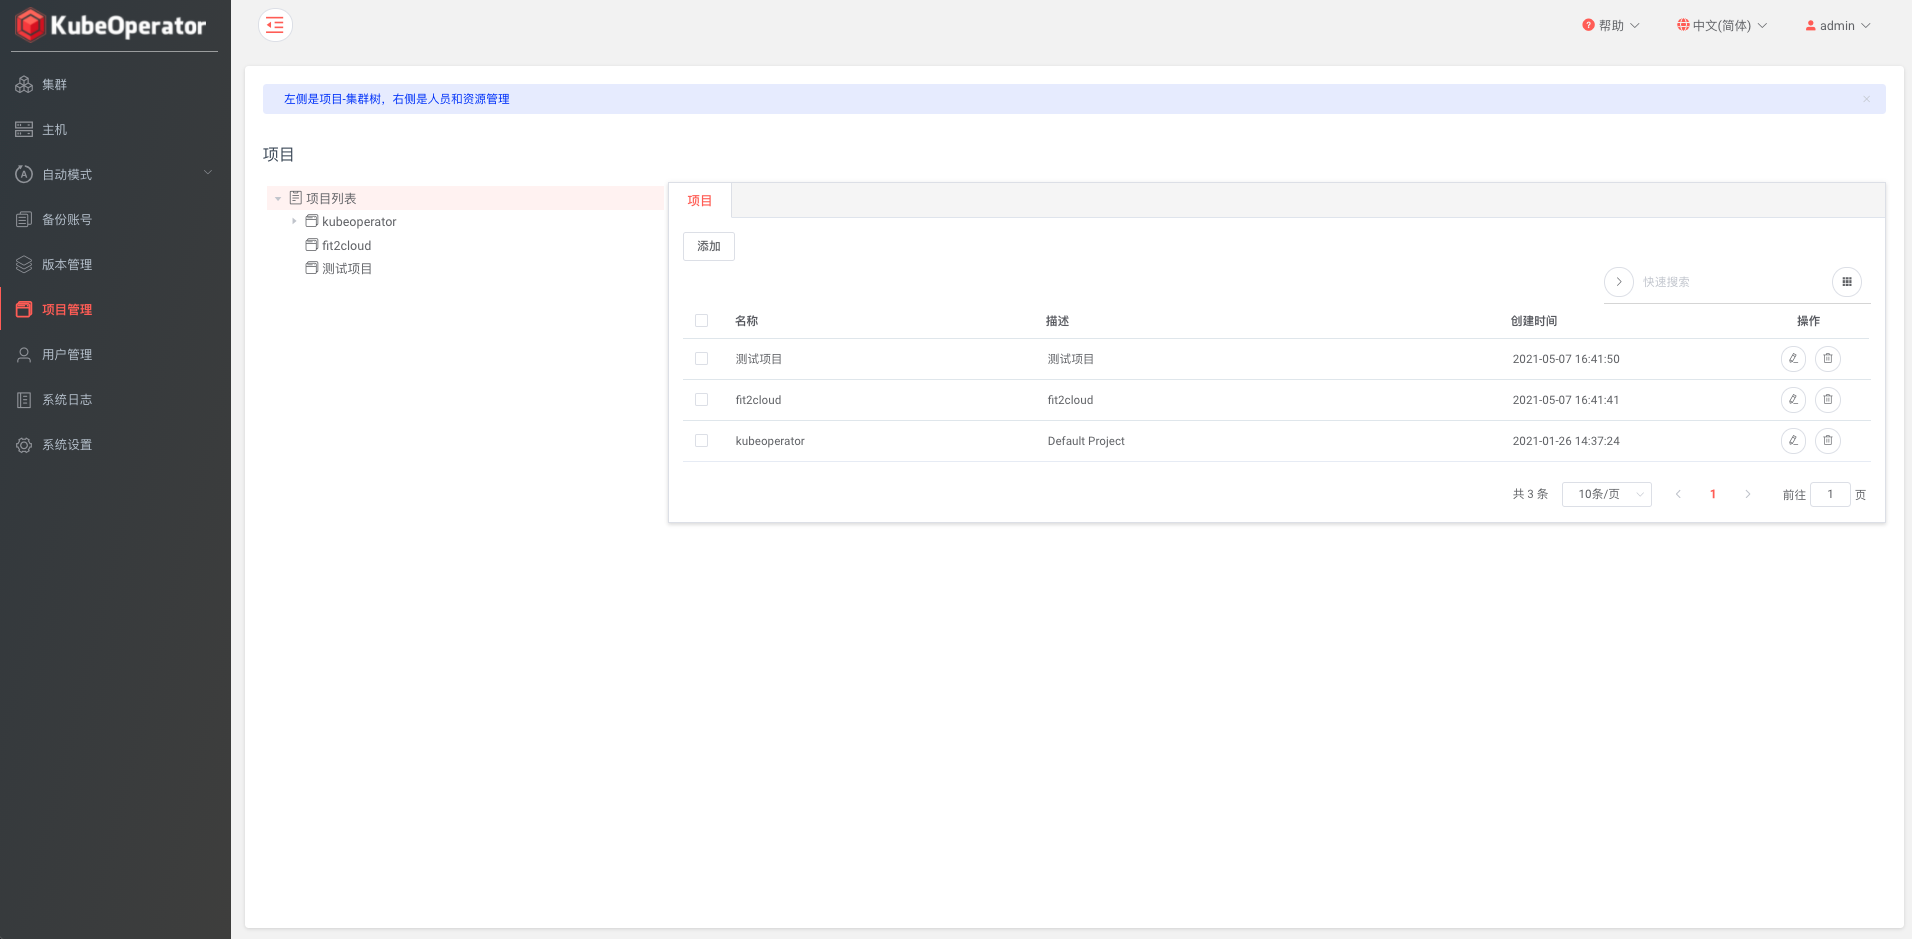 KubeOperator
帮助
中文(简体)
admin
集群
主机
自动模式
备份账号
版本管理
项目管理
用户管理
系统日志
系统设置
左侧是项目-集群树，右侧是人员和资源管理
项目
项目列表
kubeoperator
fit2cloud
测试项目
项目
添加
快速搜索
名称 描述 创建时间 操作
测试项目 测试项目 2021-05-07 16:41:50
fit2cloud fit2cloud 2021-05-07 16:41:41
kubeoperator Default Project 2021-01-26 14:37:24
共 3 条 10条/页 1 前往 1 页